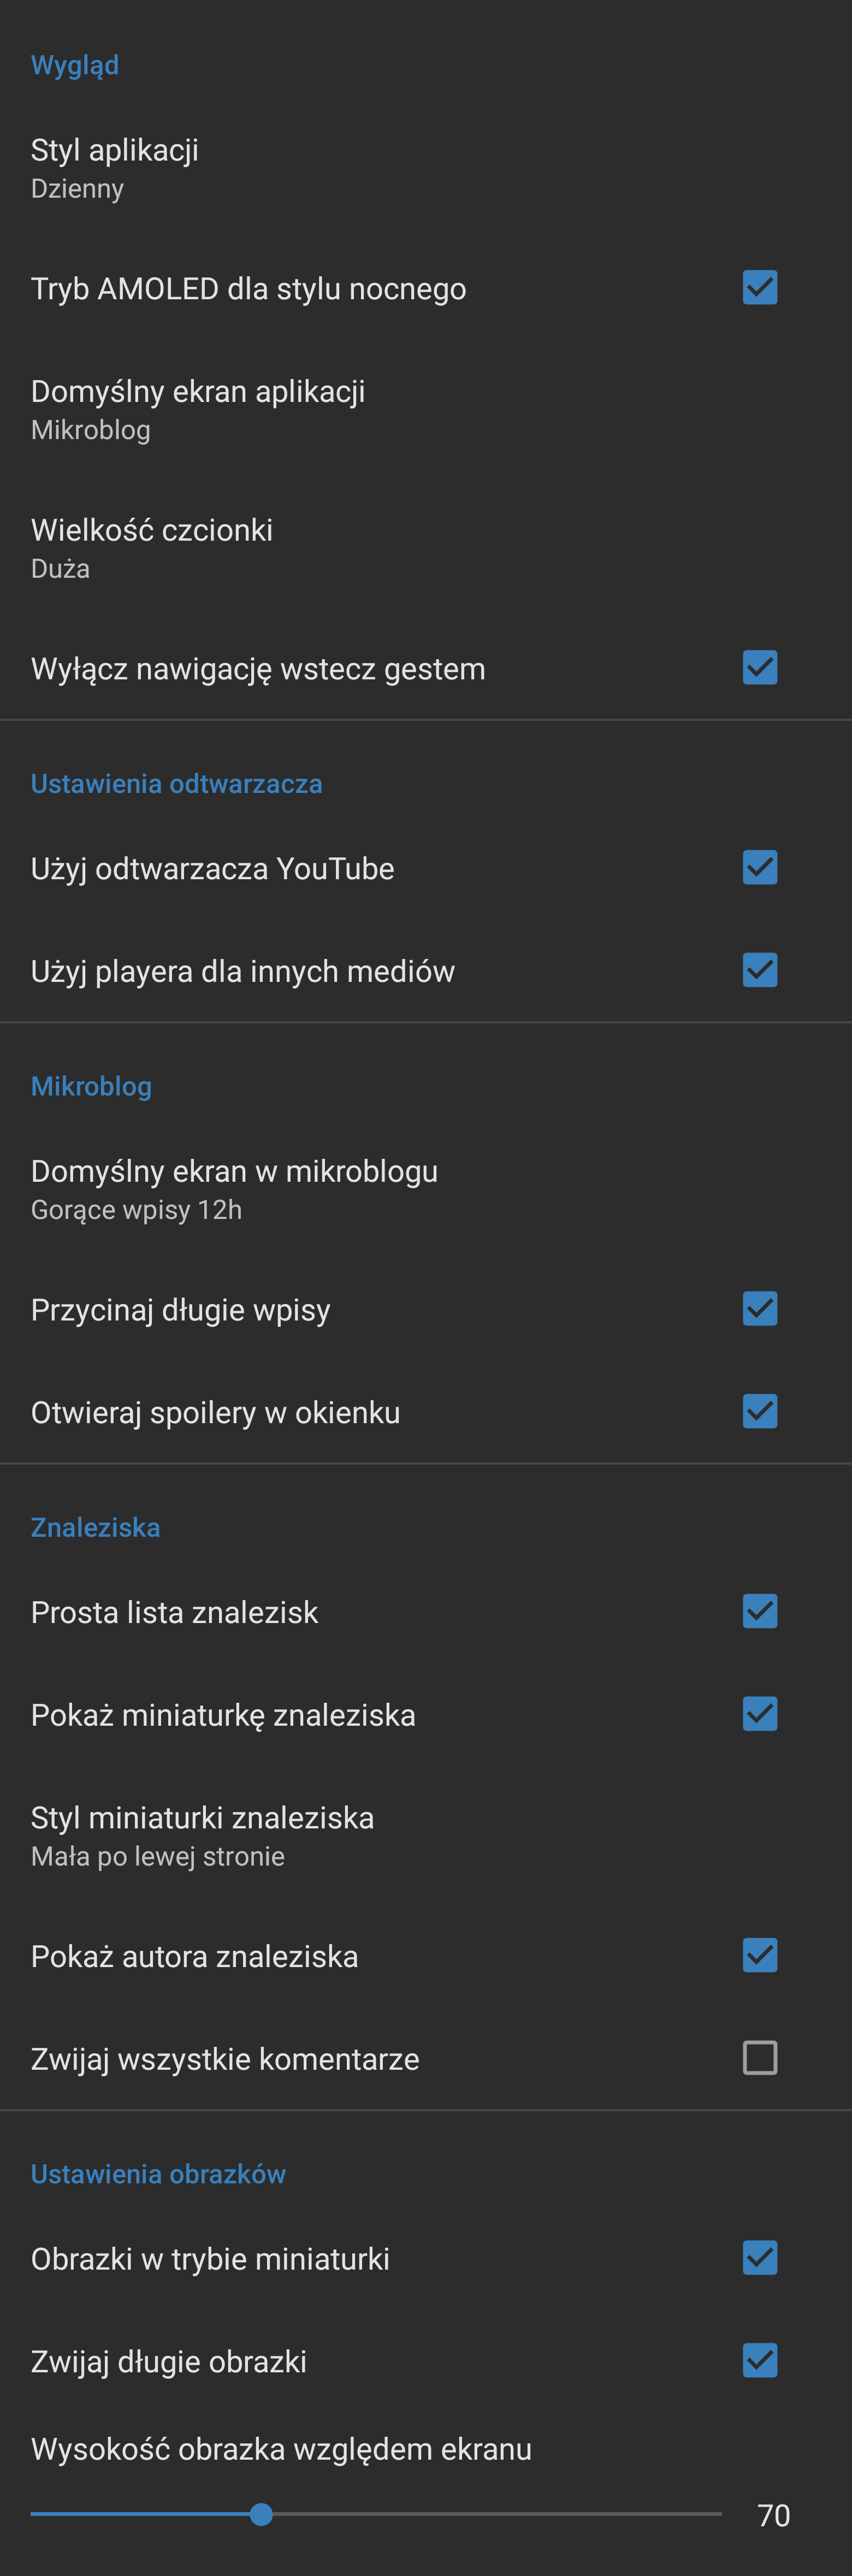 Wygląd
Styl aplikacji
Dzienny
Tryb AMOLED dla stylu nocnego
Domyślny ekran aplikacji
Mikroblog
Wielkość czcionki
Duża
Wyłącz nawigację wstecz gestem
Ustawienia odtwarzacza
Użyj odtwarzacza YouTube
Użyj playera dla innych mediów
Mikroblog
Domyślny ekran w mikroblogu
Gorące wpisy 12h
Przycinaj długie wpisy
Otwieraj spoilery w okienku
Znaleziska
Prosta lista znalezisk
Pokaż miniaturkę znaleziska
Styl miniaturki znaleziska
Mała po lewej stronie
Pokaż autora znaleziska
Zwijaj wszystkie komentarze
Ustawienia obrazków
Obrazki w trybie miniaturki
Zwijaj długie obrazki
Wysokość obrazka względem ekranu
70